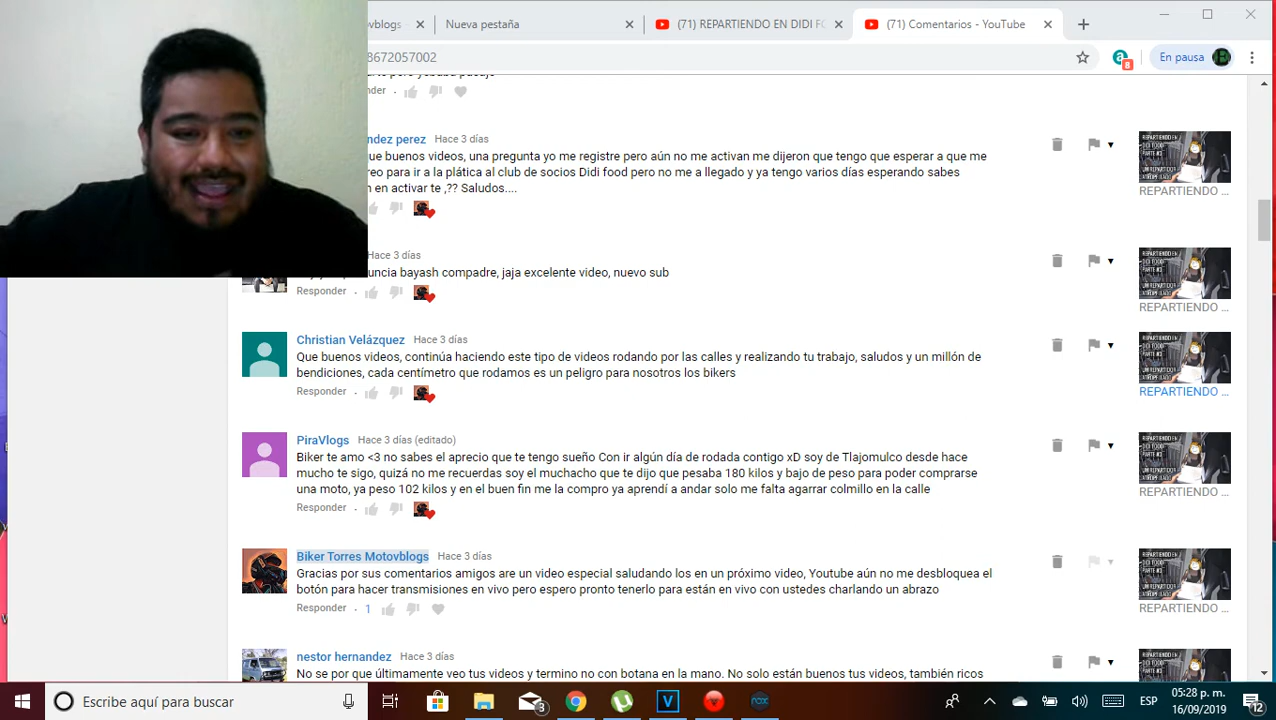 ovblogs
Nueva pestaña
(71) REPARTIENDO EN DIDI FO
(71) Comentarios - YouTube
8672057002
8
En pausa
nder
ndez perez Hace 3 días
ue buenos videos, una pregunta yo me registre pero aún no me activan me dijeron que tengo que esperar a que me
reo para ir a la plática al club de socios Didi food pero no me a llegado y ya tengo varios días esperando sabes
n en activar te ,?? Saludos....
REPARTIENDO ...
Hace 3 días
uncia bayash compadre, jaja excelente video, nuevo sub
Responder
REPARTIENDO ...
Christian Velázquez Hace 3 días
Que buenos videos, continúa haciendo este tipo de videos rodando por las calles y realizando tu trabajo, saludos y un millón de
bendiciones, cada centímetro que rodamos es un peligro para nosotros los bikers
Responder
REPARTIENDO ...
PiraVlogs Hace 3 días (editado)
Biker te amo <3 no sabes el aprecio que te tengo sueño Con ir algún día de rodada contigo xD soy de Tlajomulco desde hace
mucho te sigo, quizá no me recuerdas soy el muchacho que te dijo que pesaba 180 kilos y bajo de peso para poder comprarse
una moto, ya peso 102 kilos y en el buen fin me la compro ya aprendí a andar solo me falta agarrar colmillo en la calle
Responder
REPARTIENDO ...
Biker Torres Motovblogs Hace 3 días
Gracias por sus comentarios amigos are un video especial saludando los en un próximo video, Youtube aún no me desbloquea el
botón para hacer transmisiones en vivo pero espero pronto tenerlo para están en vivo con ustedes charlando un abrazo
Responder 1
REPARTIENDO ...
nestor hernandez Hace 3 días
No se por que últimamente veo tus videos y termino no con botana en la mano. No solo están buenos tus videos, también ricos
Escribe aquí para buscar
3
ESP
05:28 p. m.
16/09/2019
12